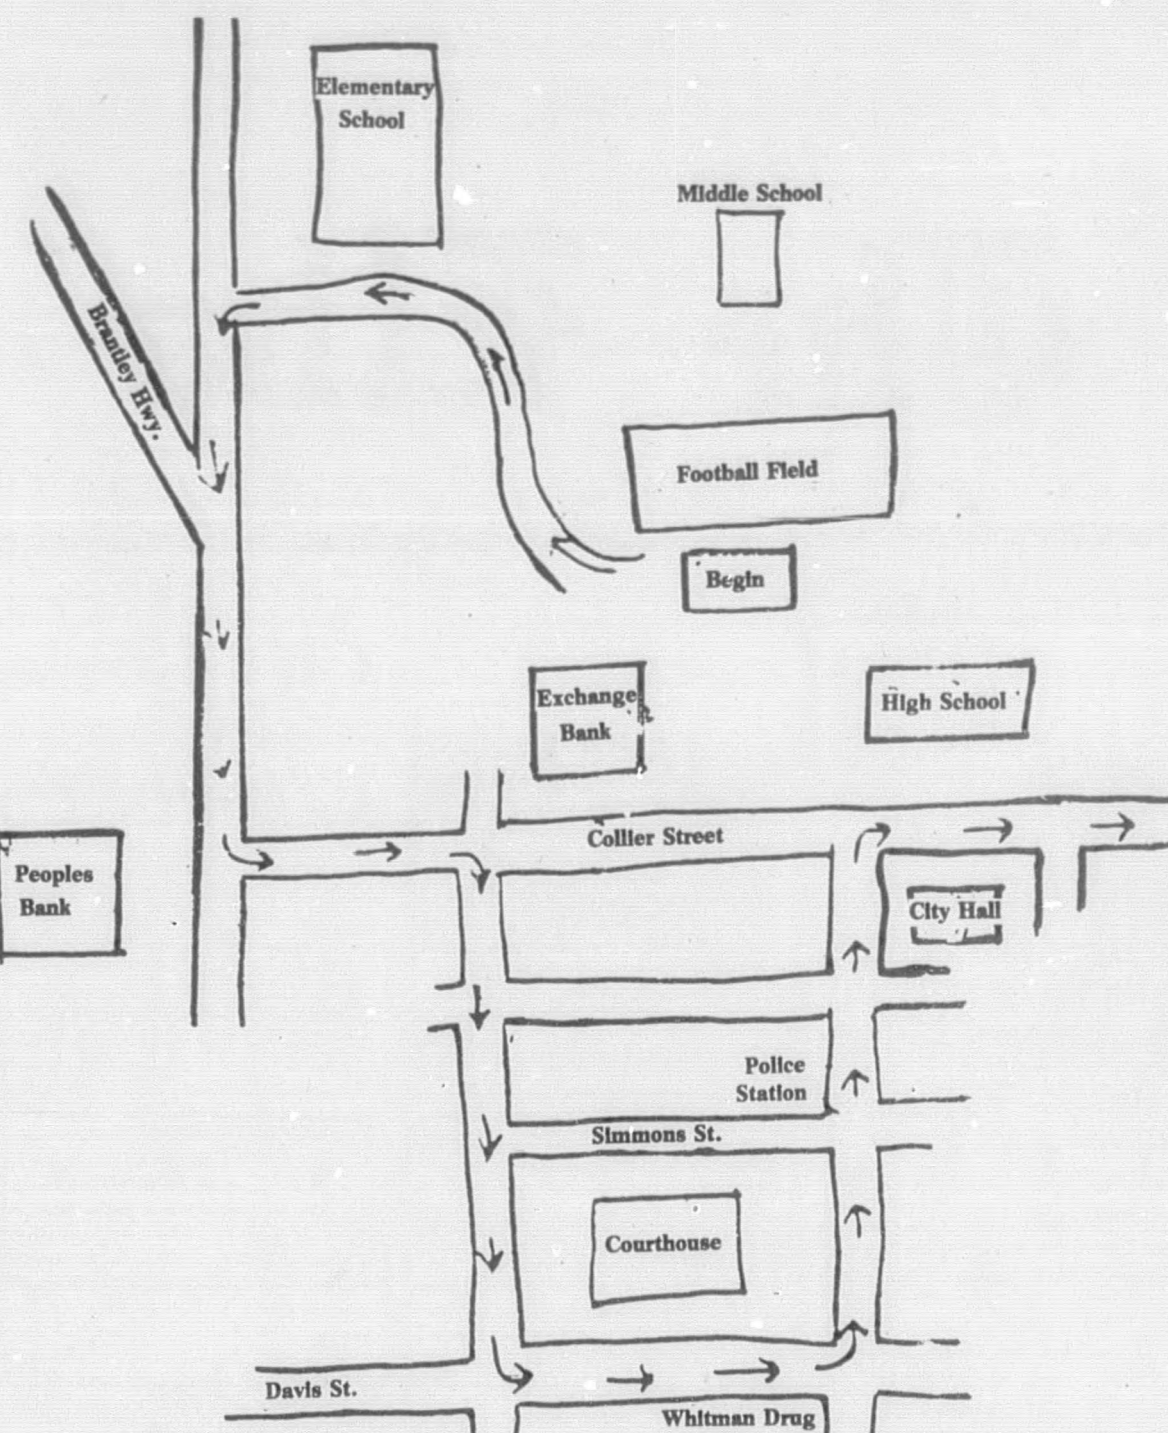 Elementary
School
Middle School
Brantley Hwy.
Football Field
Begin
Exchange
Bank
High School
Collier Street
Peoples
Bank
City Hall
Police
Station
Simmons St.
Courthouse
Davis St.
Whitman Drug